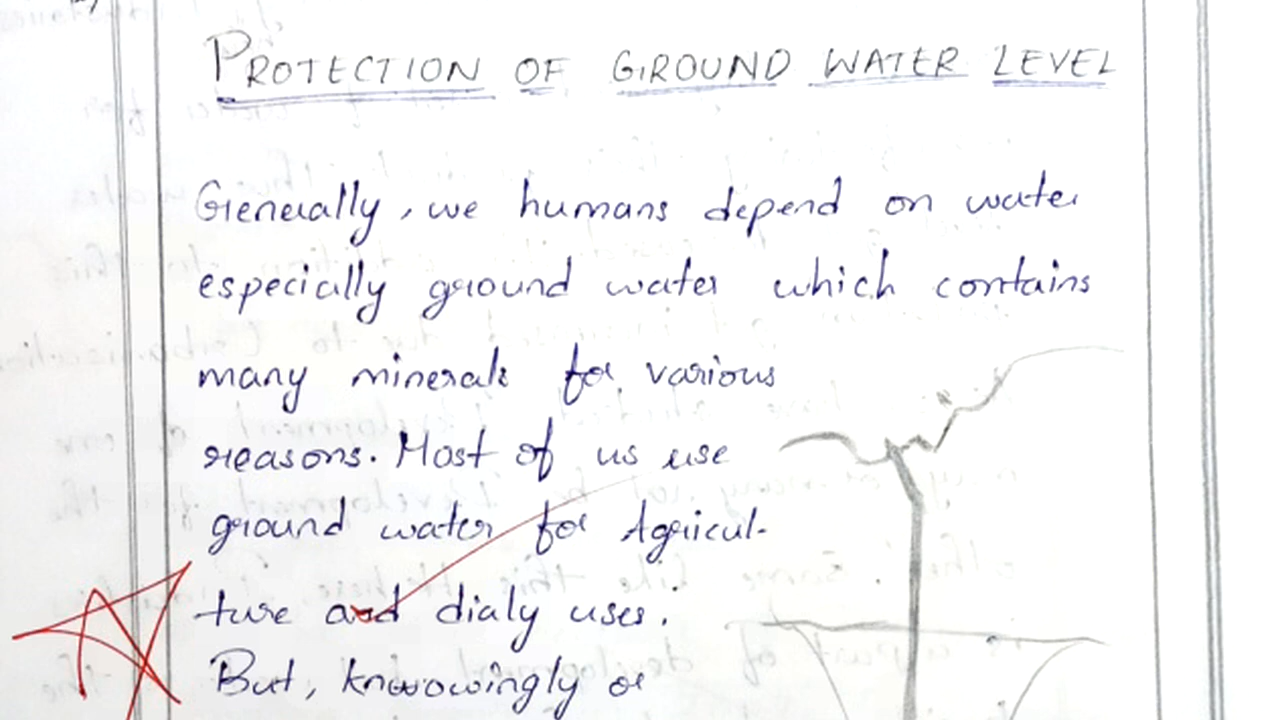 PROTECTION OF GROUND WATER LEVEL
Generally, we humans depend on water
especially ground water which contains
many minerals for various
reasons. Most of us use
ground water for Agricul-
ture and dialy uses.
But, knowowingly or